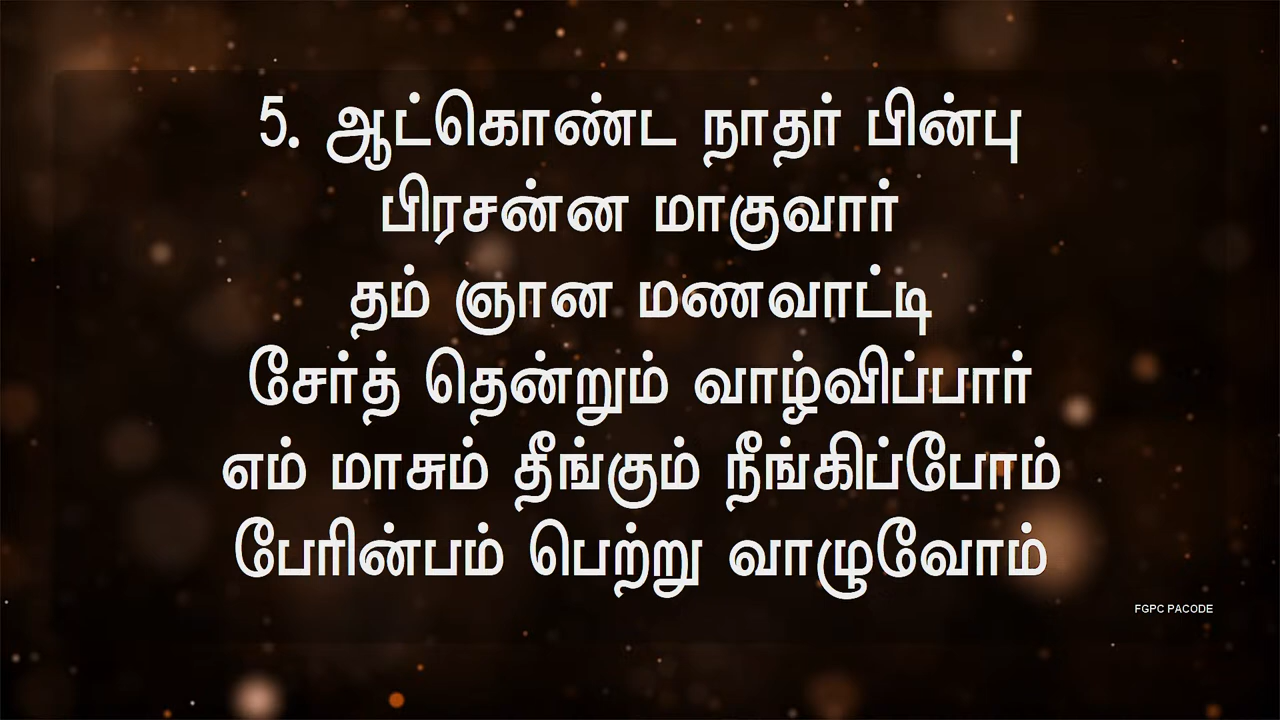 5. ஆட்கொண்ட நாதர் பின்பு
பிரசன்ன மாகுவார்
தம் ஞான மணவாட்டி
சேர்த் தென்றும் வாழ்விப்பார்
எம் மாசும் தீங்கும் நீங்கிப்போம்
பேரின்பம் பெற்று வாழுவோம்
FGPC PACODE